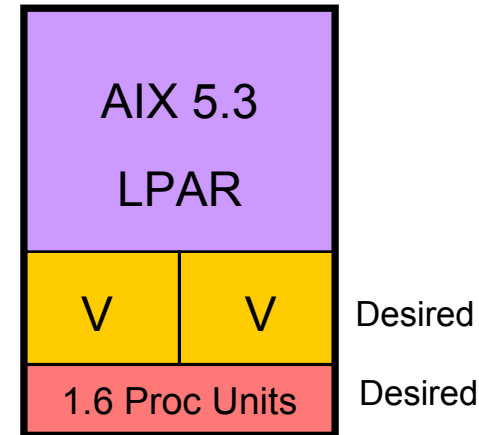 AIX 5.3
LPAR
V V Desired
1.6 Proc Units Desired